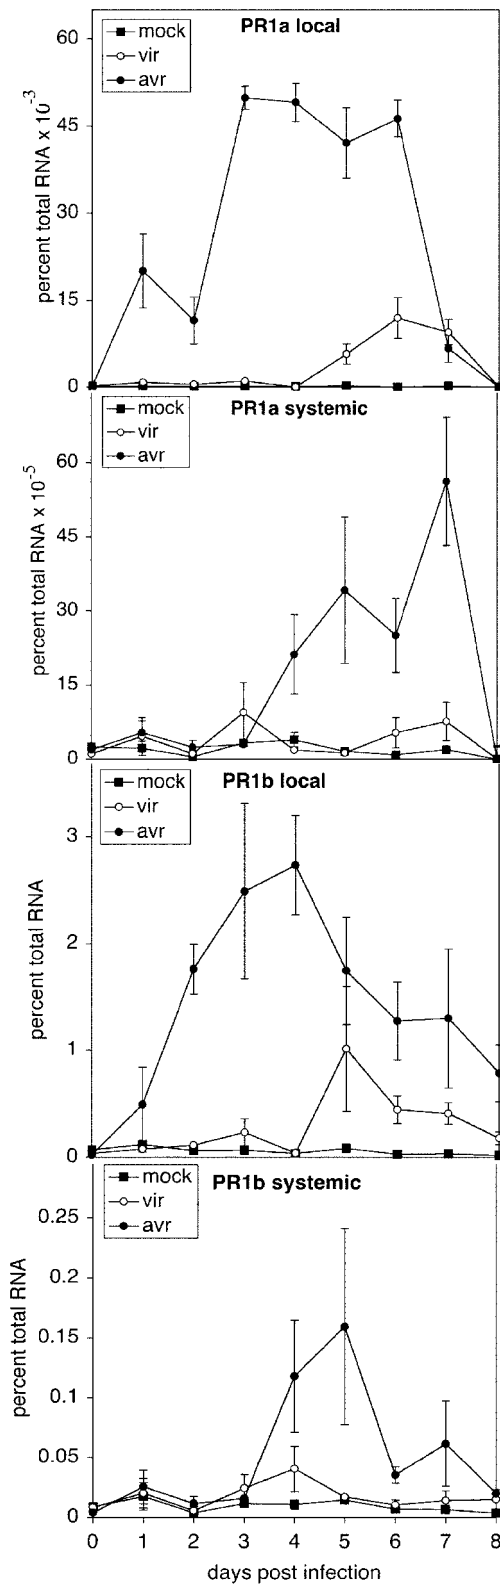 PR1a local
mock
vir
avr
60
45
30
15
0
percent total RNA x 10⁻³
PR1a systemic
mock
vir
avr
60
45
30
15
0
percent total RNA x 10⁻⁵
PR1b local
mock
vir
avr
3
2
1
0
percent total RNA
PR1b systemic
mock
vir
avr
0.25
0.2
0.15
0.1
0.05
0
percent total RNA
0 1 2 3 4 5 6 7 8
days post infection